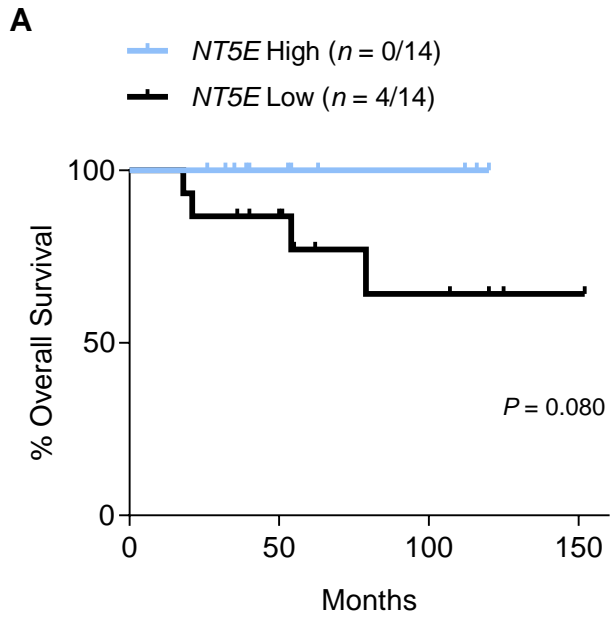 A
NT5E High (n = 0/14)
NT5E Low (n = 4/14)
100
50
0
% Overall Survival
P = 0.080
0 50 100 150
Months